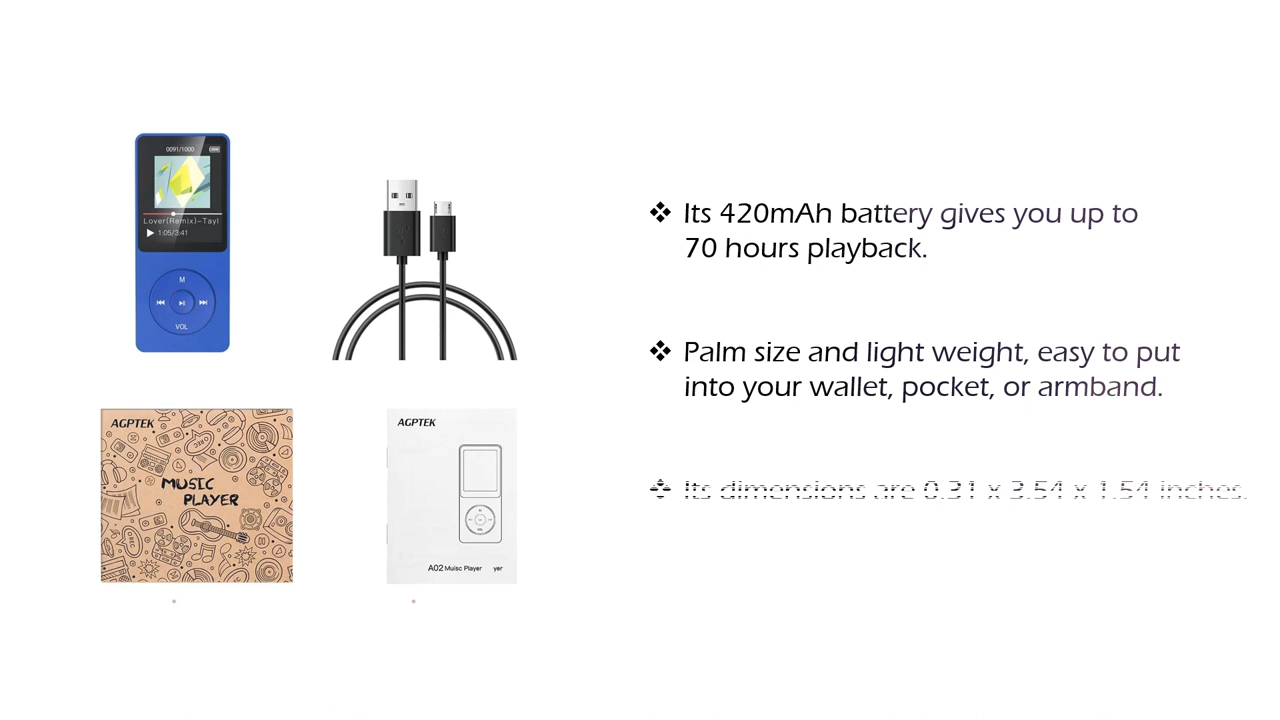 0091/1000
Lover(Remix)-Tayl
1:05/3:41
M
VOL
AGPTEK
MUSIC
PLAYER
AGPTEK
A02 Muisc Player yer
Its 420mAh battery gives you up to
70 hours playback.
Palm size and light weight, easy to put
into your wallet, pocket, or armband.
Its dimensions are 0.31 x 3.54 x 1.54 inches.